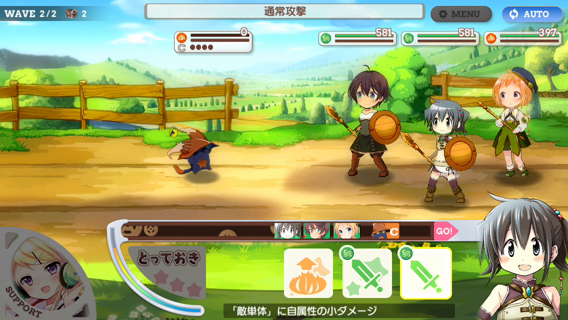 WAVE 2/2 2
通常攻撃
MENU
AUTO
0
C
581
581
397
C
GO!
とっておき
SUPPORT
「敵単体」に自属性の小ダメージ